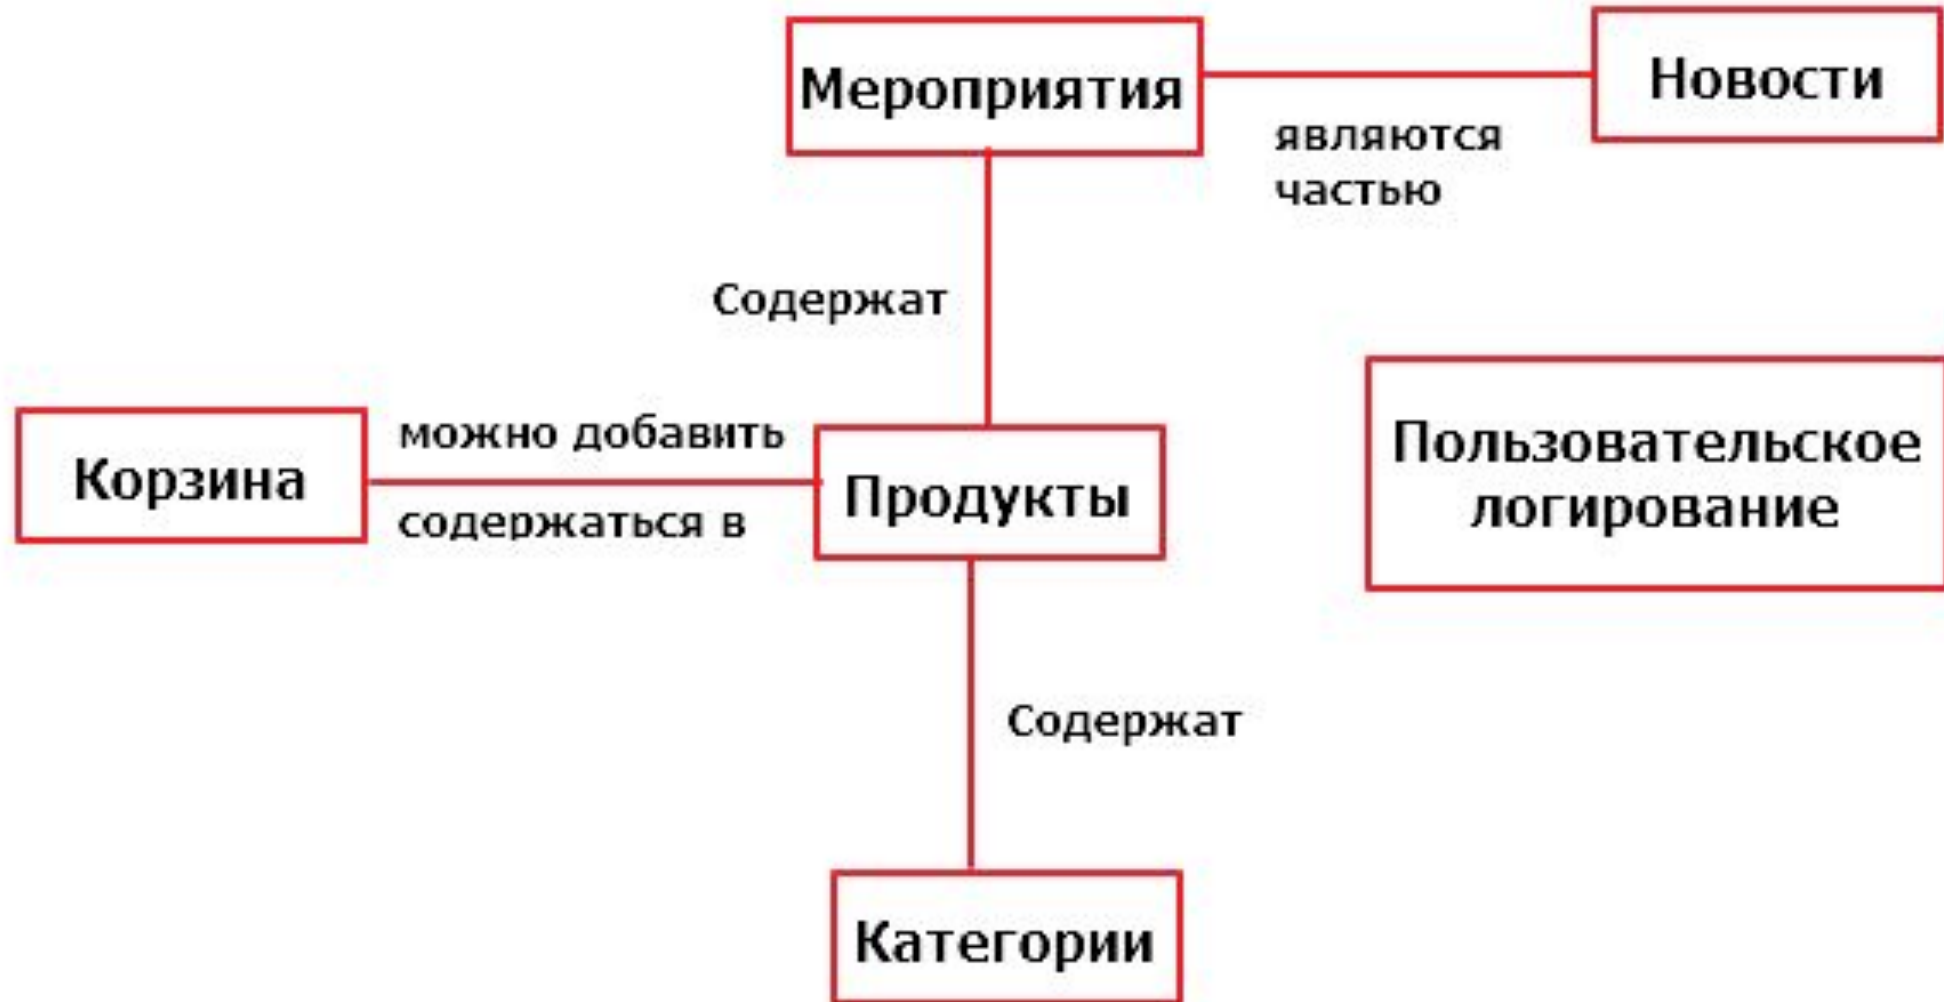 Мероприятия
Новости
являются
частью
Содержат
Корзина
можно добавить
содержаться в
Продукты
Пользовательское
логирование
Содержат
Категории